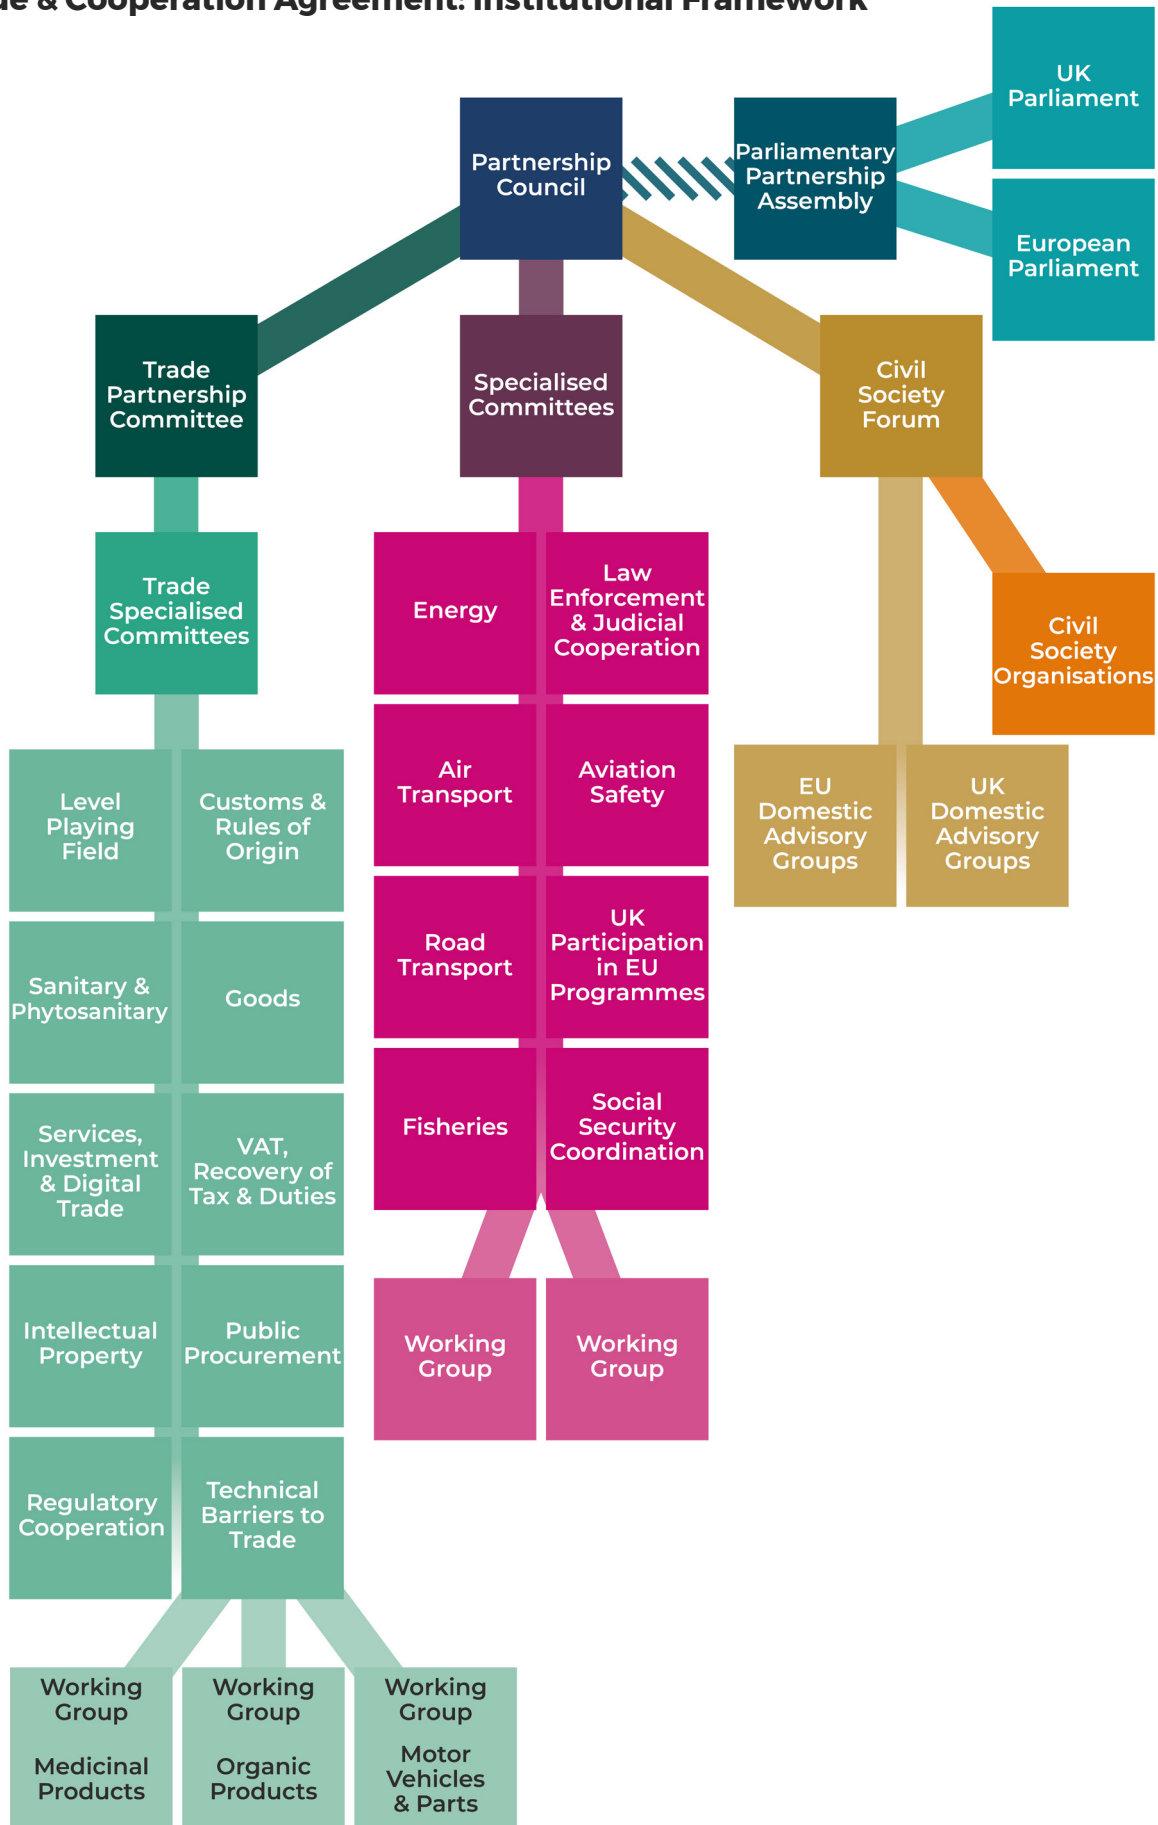 & Cooperation Agreement: Institutional Framework
UK
Parliament
Partnership
Council
Parliamentary
Partnership
Assembly
European
Parliament
Trade
Partnership
Committee
Specialised
Committees
Civil
Society
Forum
Trade
Specialised
Committees
Energy
Law
Enforcement
& Judicial
Cooperation
Civil
Society
Organisations
Air
Transport
Aviation
Safety
Level
Playing
Field
Customs &
Rules of
Origin
EU
Domestic
Advisory
Groups
UK
Domestic
Advisory
Groups
Road
Transport
UK
Participation
in EU
Programmes
Sanitary &
Phytosanitary
Goods
Fisheries
Social
Security
Coordination
Services,
Investment
& Digital
Trade
VAT,
Recovery of
Tax & Duties
Intellectual
Property
Public
Procurement
Working
Group
Working
Group
Regulatory
Cooperation
Technical
Barriers to
Trade
Working
Group
Medicinal
Products
Working
Group
Organic
Products
Working
Group
Motor
Vehicles
& Parts